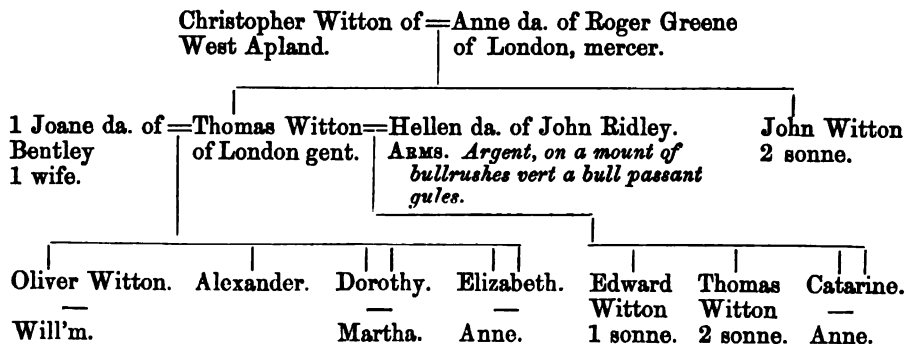 Christopher Witton of=Anne da. of Roger Greene
West Apland. of London, mercer.
1 Joane da. of=Thomas Witton=Hellen da. of John Ridley. John Witton
Bentley of London gent. ARMS. Argent, on a mount of 2 sonne.
1 wife. bullrushes vert a bull passant
gules.
Oliver Witton. Alexander. Dorothy. Elizabeth. Edward Thomas Catarine.
— — — Witton Witton —
Will'm. Martha. Anne. 1 sonne. 2 sonne. Anne.